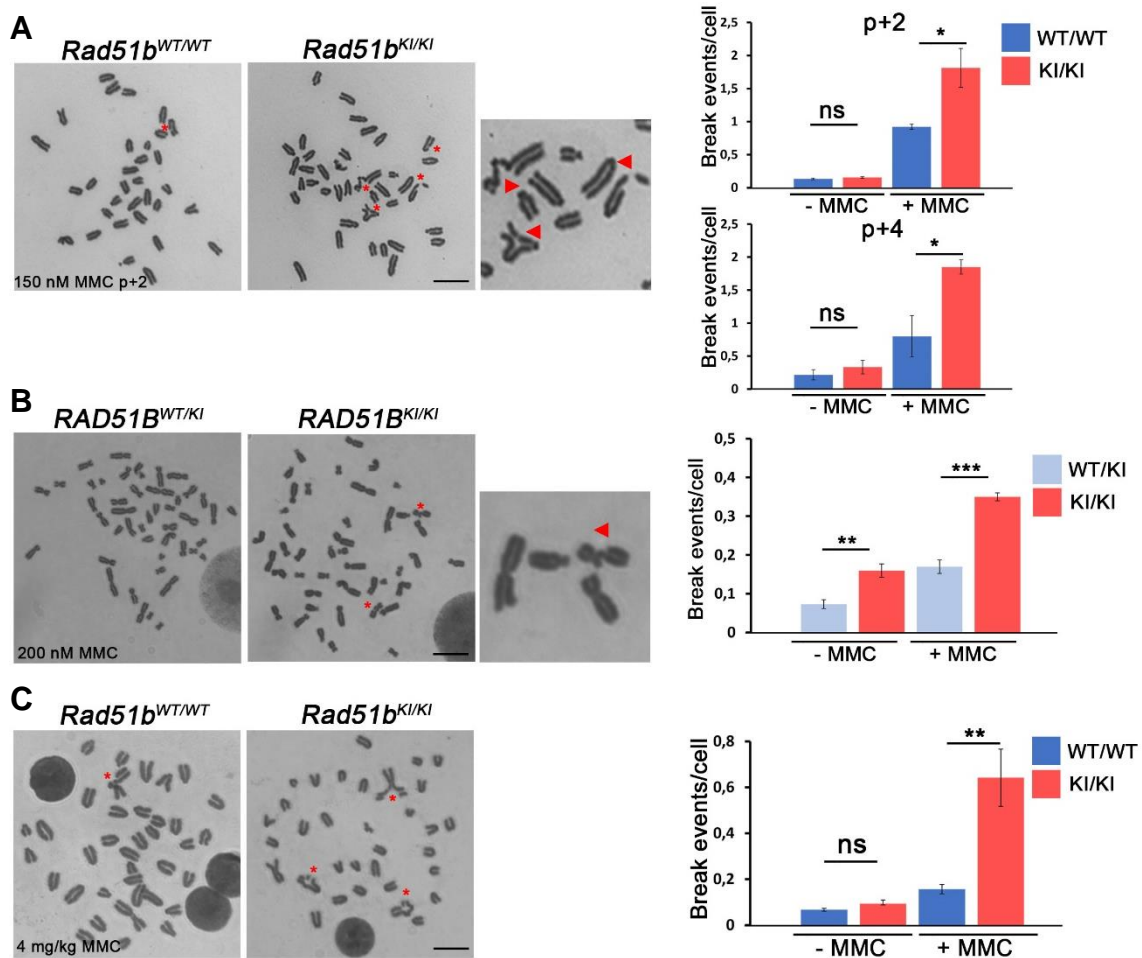 A
Rad51b^WT/WT
Rad51b^KI/KI
150 nM MMC p+2
p+2
Break events/cell
2,5
2
1,5
1
0,5
0
ns
*
- MMC
+ MMC
WT/WT
KI/KI
p+4
Break events/cell
2,5
2
1,5
1
0,5
0
ns
*
- MMC
+ MMC
B
RAD51B^WT/KI
RAD51B^KI/KI
200 nM MMC
Break events/cell
0,5
0,4
0,3
0,2
0,1
0
**
***
- MMC
+ MMC
WT/KI
KI/KI
C
Rad51b^WT/WT
Rad51b^KI/KI
4 mg/kg MMC
Break events/cell
0,8
0,6
0,4
0,2
0
ns
**
- MMC
+ MMC
WT/WT
KI/KI